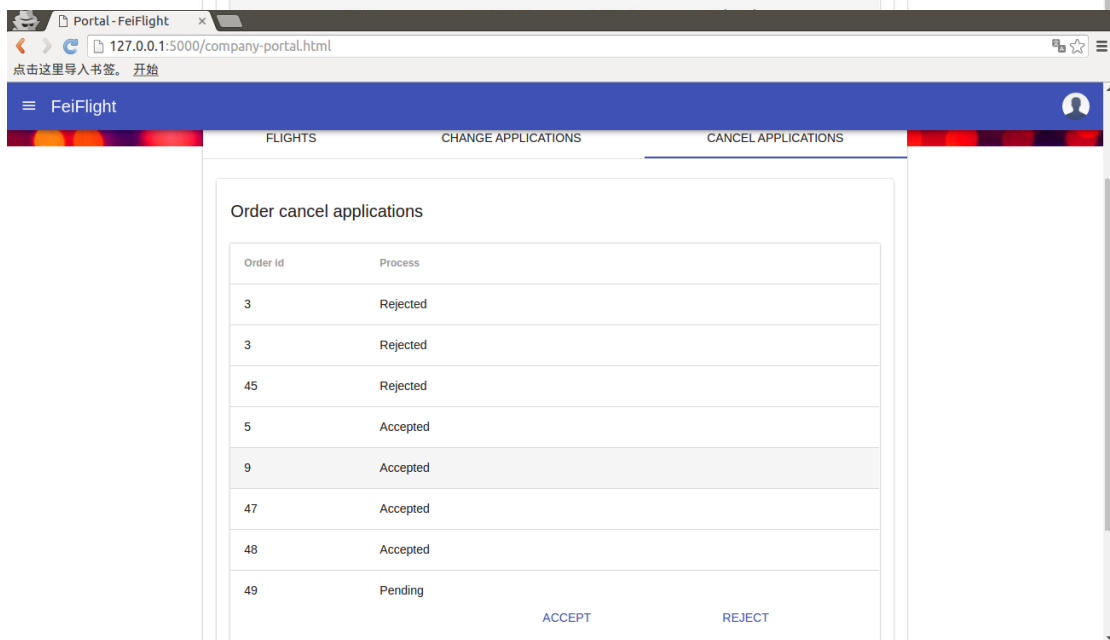 Portal - FeiFlight
127.0.0.1:5000/company-portal.html
点击这里导入书签。 开始
FeiFlight
FLIGHTS CHANGE APPLICATIONS CANCEL APPLICATIONS
Order cancel applications
Order id Process
3 Rejected
3 Rejected
45 Rejected
5 Accepted
9 Accepted
47 Accepted
48 Accepted
49 Pending
ACCEPT REJECT